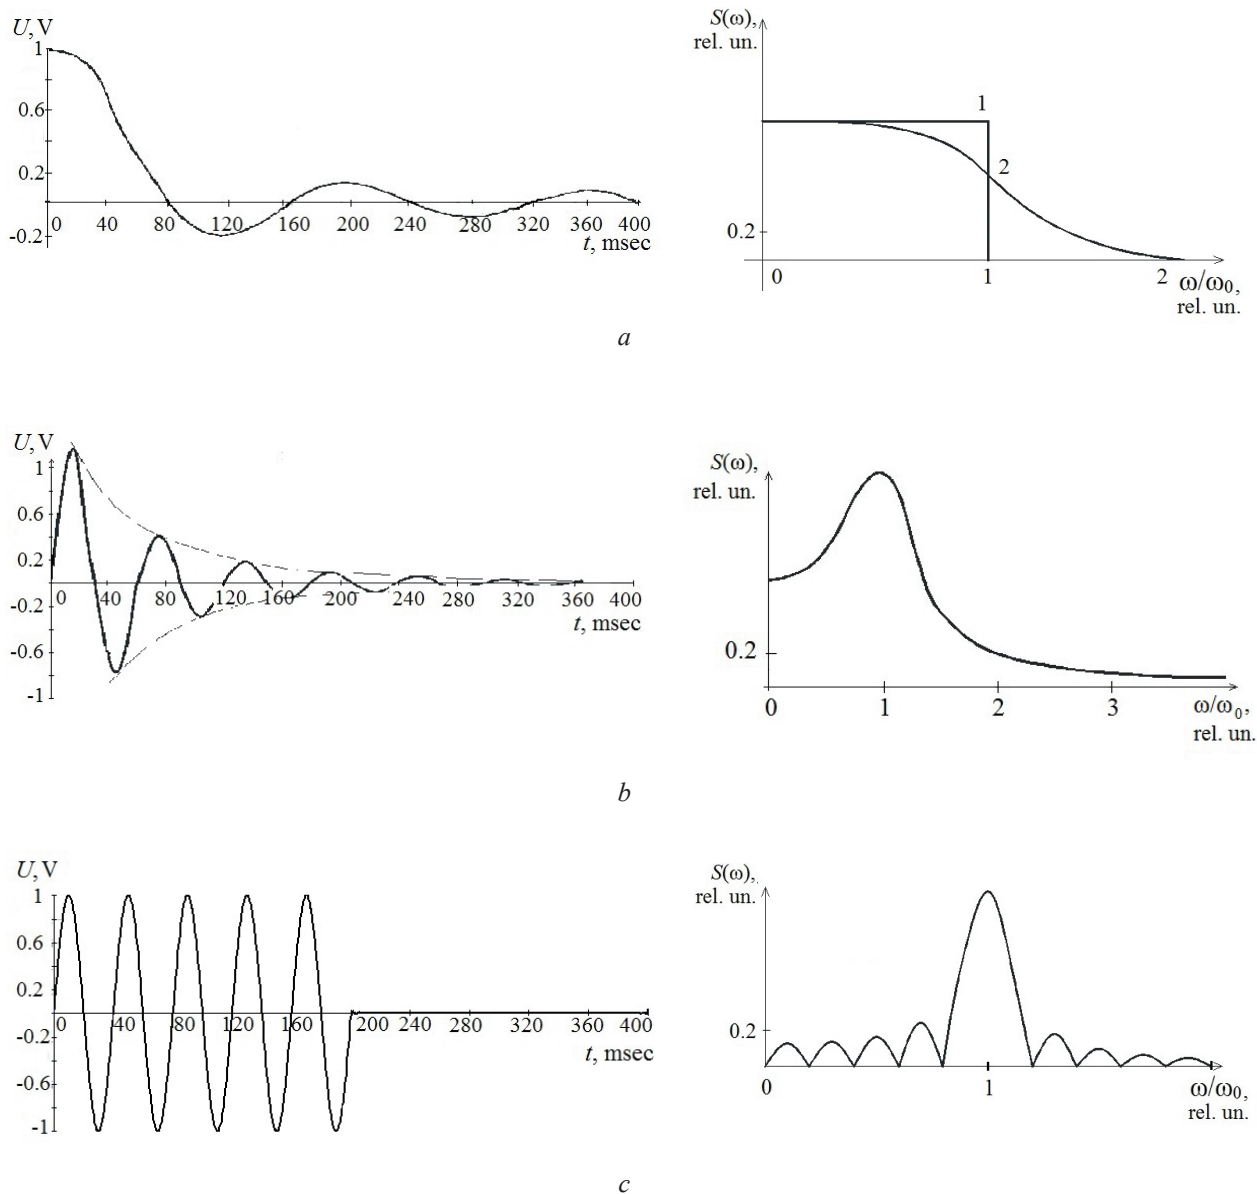 U, V
1
0.6
0.2
-0.2
0 40 80 120 160 200 240 280 320 360 400
t, msec
S(ω),
rel. un.
1
2
0.2
0 1 2 ω/ω₀,
rel. un.
a
U, V
1
0.6
0.2
-0.2
-0.6
-1
0 40 80 120 160 200 240 280 320 360 400
t, msec
S(ω),
rel. un.
0.2
0 1 2 3 ω/ω₀,
rel. un.
b
U, V
1
0.6
0.2
-0.2
-0.6
-1
0 40 80 120 160 200 240 280 320 360 400
t, msec
S(ω),
rel. un.
0.2
0 1 ω/ω₀,
rel. un.
c